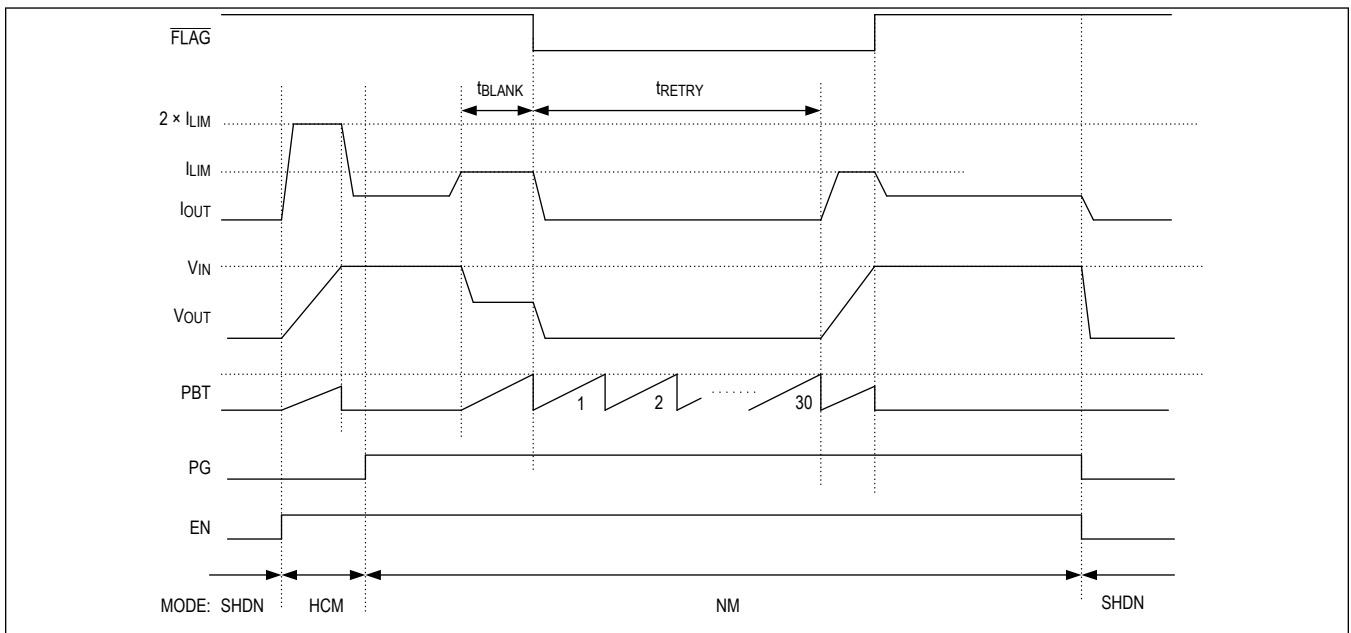 FLAG
tBLANK tRETRY
2 × ILIM
ILIM
IOUT
VIN
VOUT
PBT
1 2 ....... 30
PG
EN
MODE: SHDN HCM NM SHDN